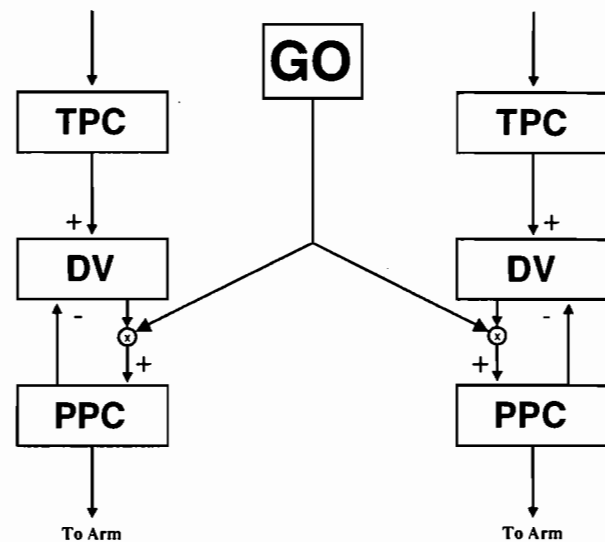 GO
TPC
TPC
+
+
DV
DV
-
-
x
x
+
+
PPC
PPC
To Arm
To Arm